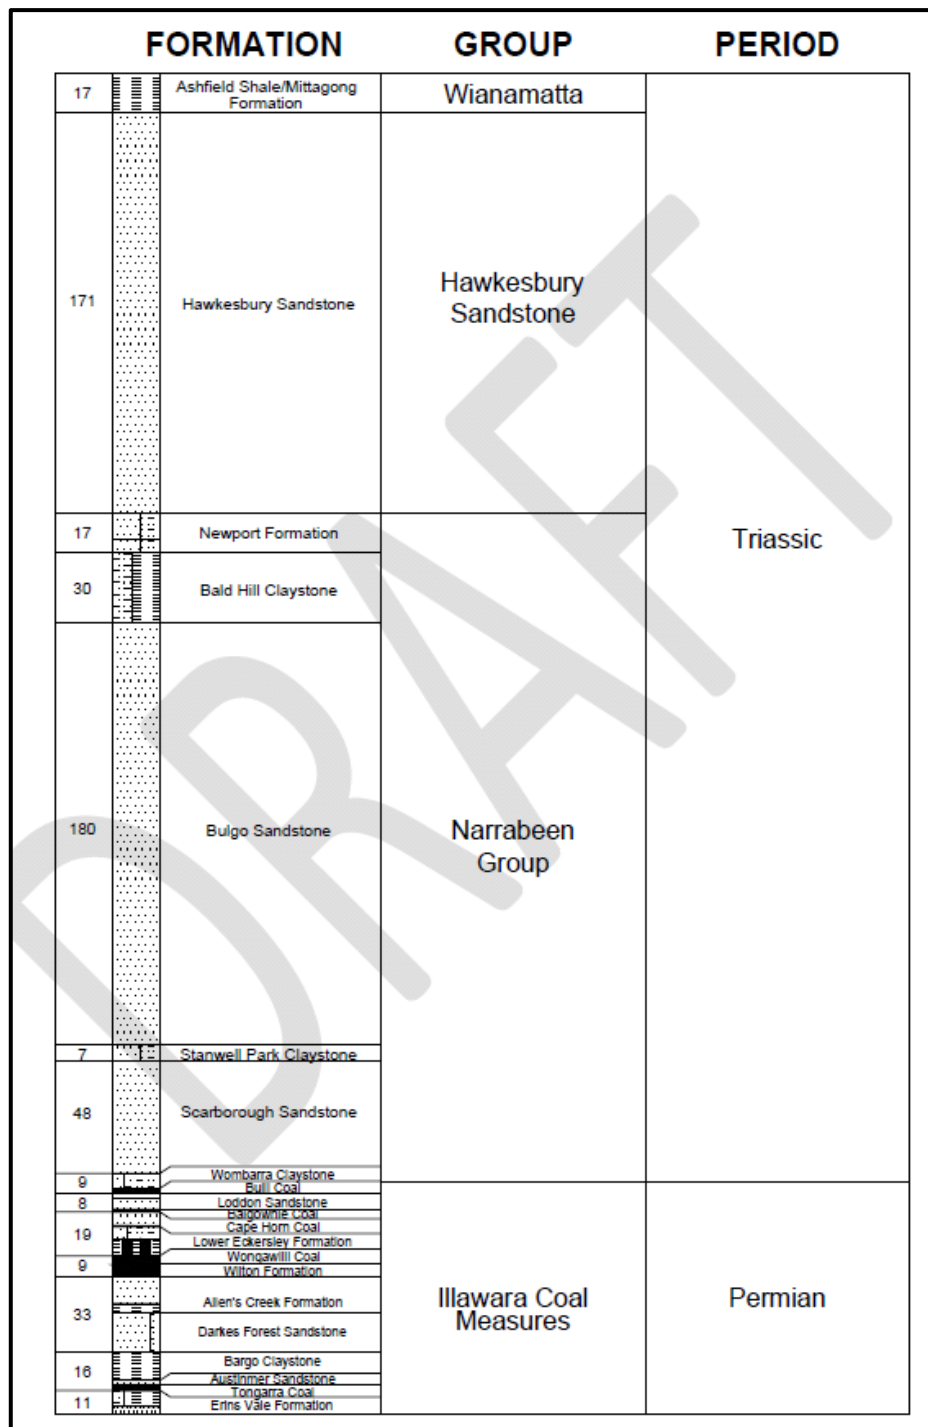 FORMATION GROUP PERIOD
17 Ashfield Shale/Mittagong Formation Wianamatta
171 Hawkesbury Sandstone Hawkesbury Sandstone
17 Newport Formation
Triassic
30 Bald Hill Claystone
180 Bulgo Sandstone Narrabeen Group
7 Stanwell Park Claystone
48 Scarborough Sandstone
Wombarra Claystone
9 Bulli Coal
8 Loddon Sandstone
Balgownie Coal
19 Cape Horn Coal
Lower Eckersley Formation
Wongawilli Coal
9 Wilton Formation
33 Allen's Creek Formation Illawara Coal Measures Permian
Darkes Forest Sandstone
Bargo Claystone
16 Austinmer Sandstone
Tongarra Coal
11 Erins Vale Formation
DRAFT